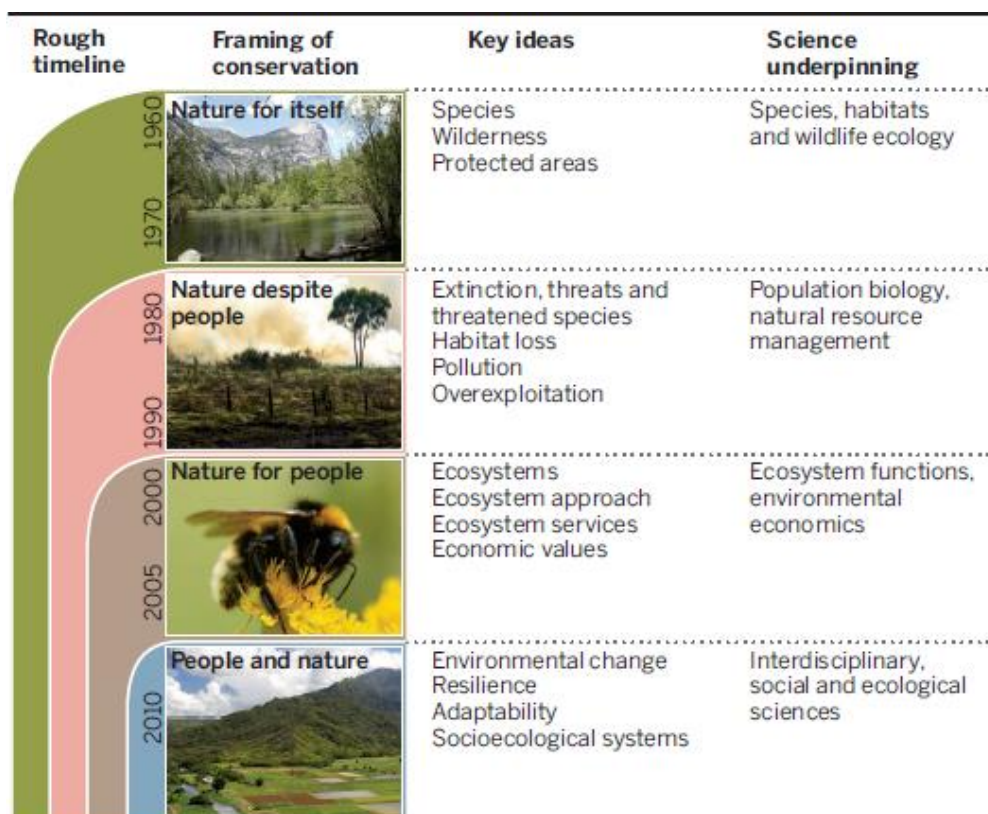 Rough
timeline
Framing of
conservation
Key ideas
Science
underpinning
1960
1970
Nature for itself
Species
Wilderness
Protected areas
Species, habitats
and wildlife ecology
1980
1990
Nature despite
people
Extinction, threats and
threatened species
Habitat loss
Pollution
Overexploitation
Population biology,
natural resource
management
2000
2005
Nature for people
Ecosystems
Ecosystem approach
Ecosystem services
Economic values
Ecosystem functions,
environmental
economics
2010
People and nature
Environmental change
Resilience
Adaptability
Socioecological systems
Interdisciplinary,
social and ecological
sciences